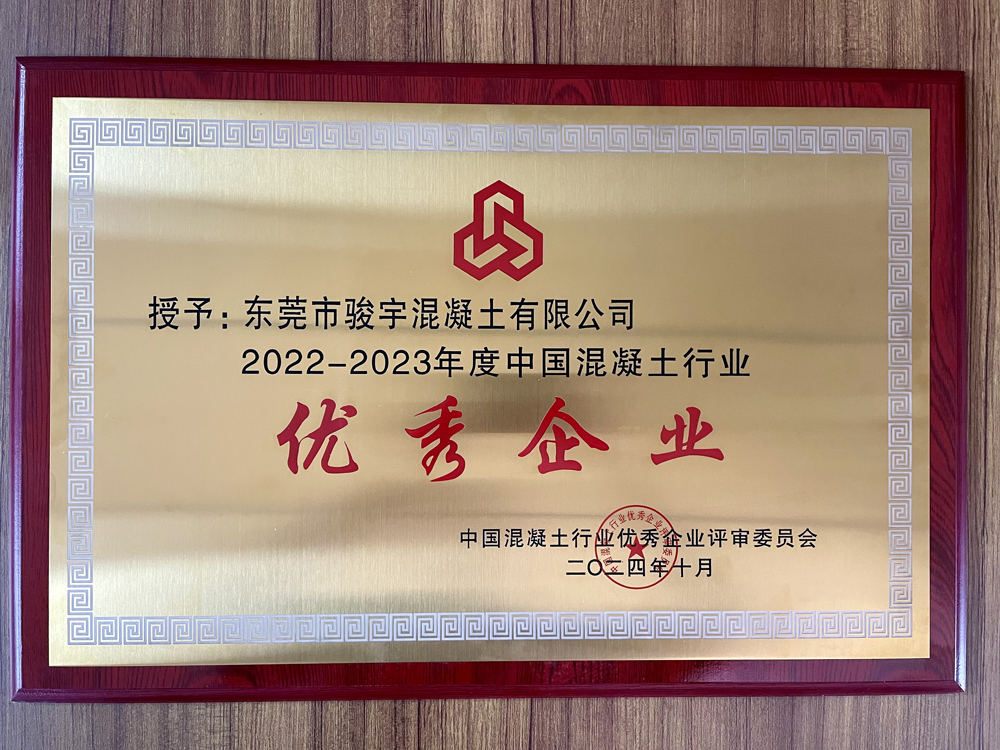 授予：东莞市骏宇混凝土有限公司
2022-2023年度中国混凝土行业
优秀企业
中国混凝土行业优秀企业评审委员会
二〇二四年十月